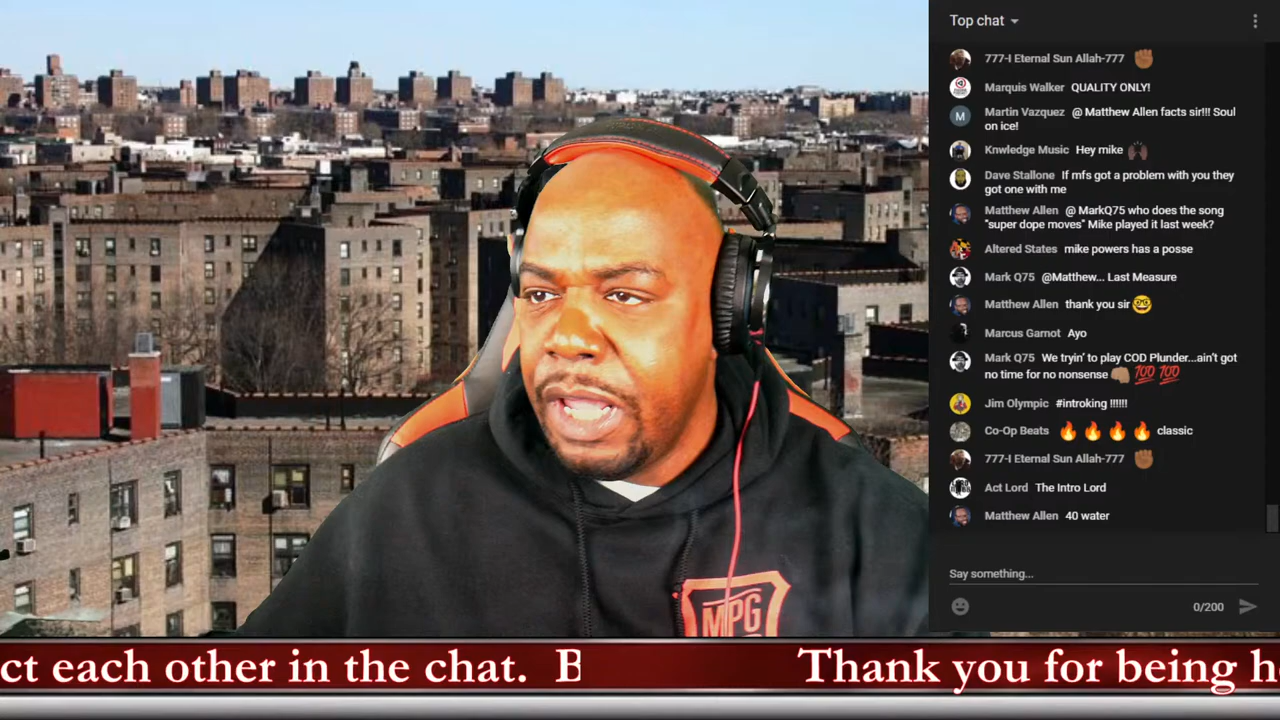 Top chat
777-I Eternal Sun Allah-777
Marquis Walker QUALITY ONLY!
M
Martin Vazquez @ Matthew Allen facts sir!!! Soul
on ice!
Knwledge Music Hey mike
Dave Stallone If mfs got a problem with you they
got one with me
Matthew Allen @ MarkQ75 who does the song
"super dope moves" Mike played it last week?
Altered States mike powers has a posse
Mark Q75 @Matthew... Last Measure
Matthew Allen thank you sir 🤓
Marcus Garnot Ayo
Mark Q75 We tryin' to play COD Plunder...ain't got
no time for no nonsense 👊🏽 💯 💯
Jim Olympic #introking !!!!!!
Co-Op Beats 🔥 🔥 🔥 🔥 classic
777-I Eternal Sun Allah-777
Act Lord The Intro Lord
Matthew Allen 40 water
Say something...
0/200
MPG
ct each other in the chat. B
Thank you for being h